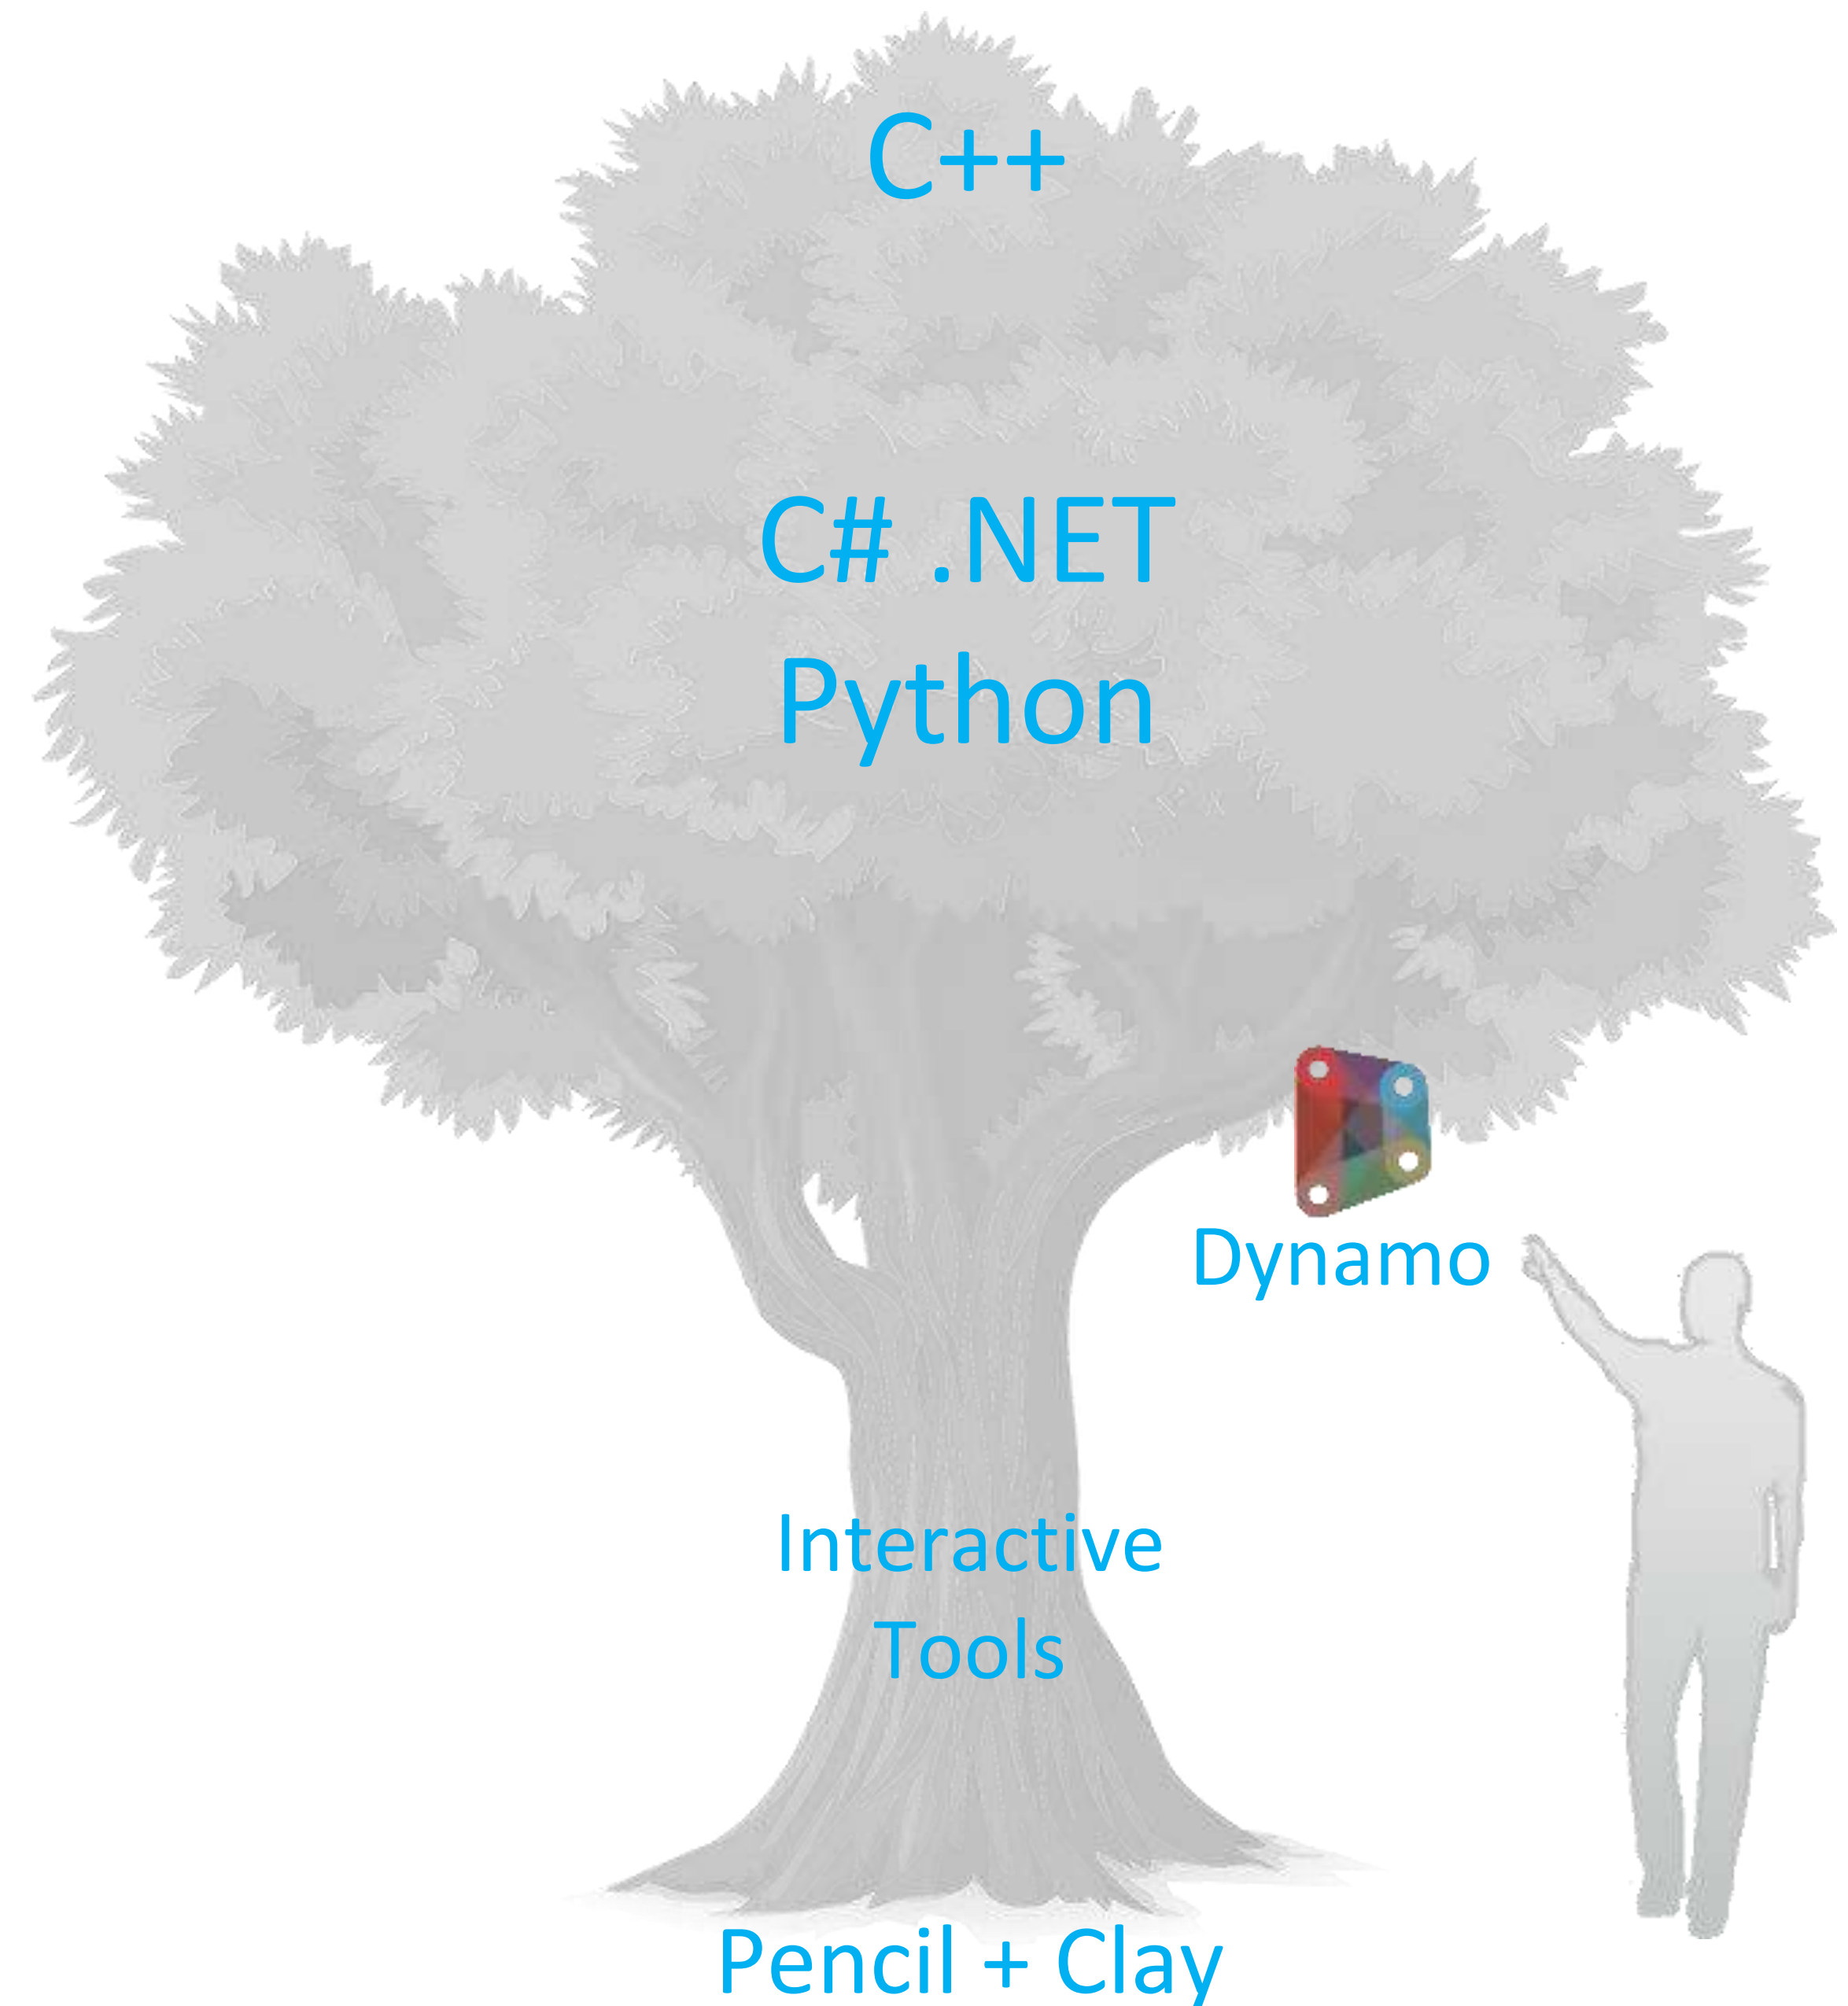 C++
C# .NET
Python
Dynamo
Interactive
Tools
Pencil + Clay